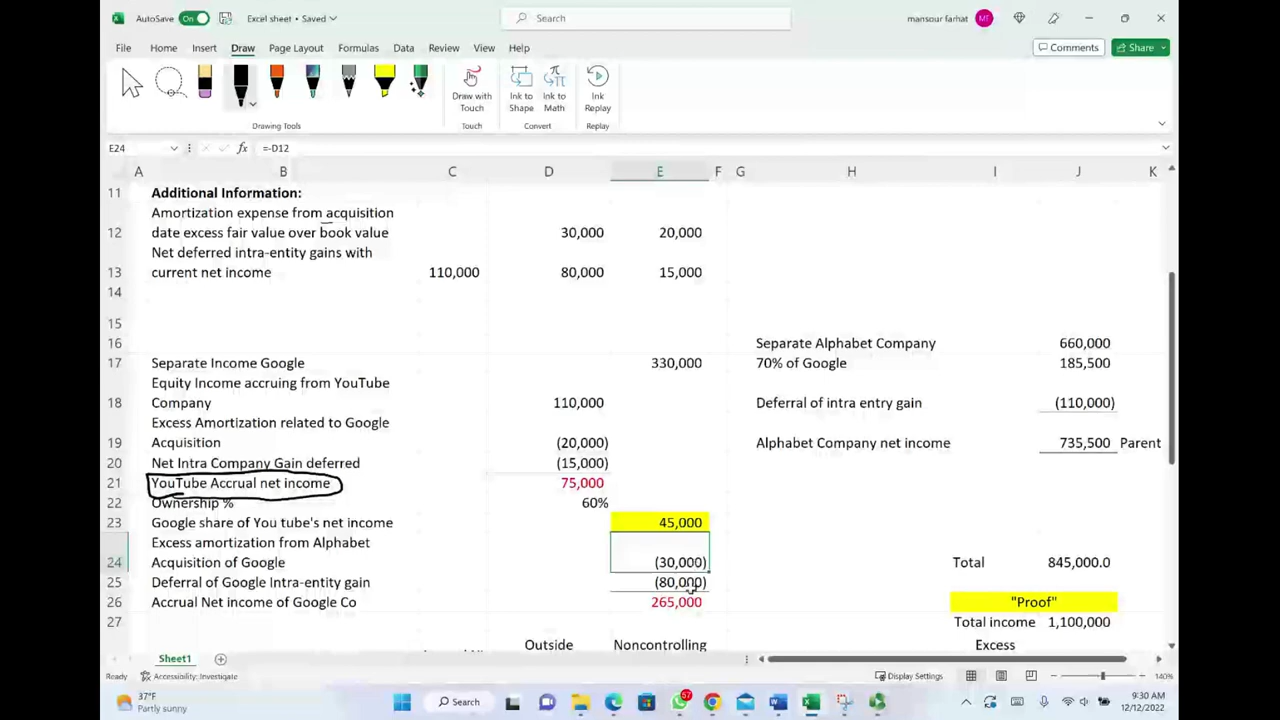 AutoSave On Excel sheet • Saved Search mansour farhat MF
File Home Insert Draw Page Layout Formulas Data Review View Help Comments Share
Draw with Touch
Ink to Shape
Ink to Math
Ink Replay
Drawing Tools Touch Convert Replay
E24 fx =-D12
A B C D E F G H I J K
11 Additional Information:
Amortization expense from acquisition
12 date excess fair value over book value 30,000 20,000
Net deferred intra-entity gains with
13 current net income 110,000 80,000 15,000
14
15
16 Separate Alphabet Company 660,000
17 Separate Income Google 330,000 70% of Google 185,500
Equity Income accruing from YouTube
18 Company 110,000 Deferral of intra entry gain (110,000)
Excess Amortization related to Google
19 Acquisition (20,000) Alphabet Company net income 735,500 Parent
20 Net Intra Company Gain deferred (15,000)
21 YouTube Accrual net income 75,000
22 Ownership % 60%
23 Google share of You tube's net income 45,000
Excess amortization from Alphabet
24 Acquisition of Google (30,000) Total 845,000.0
25 Deferral of Google Intra-entity gain (80,000)
26 Accrual Net income of Google Co 265,000 "Proof"
27 Total income 1,100,000
Outside Noncontrolling Excess
Sheet1
Ready Accessibility: Investigate Display Settings 140%
37°F
Partly sunny
Search
57
9:30 AM
12/12/2022